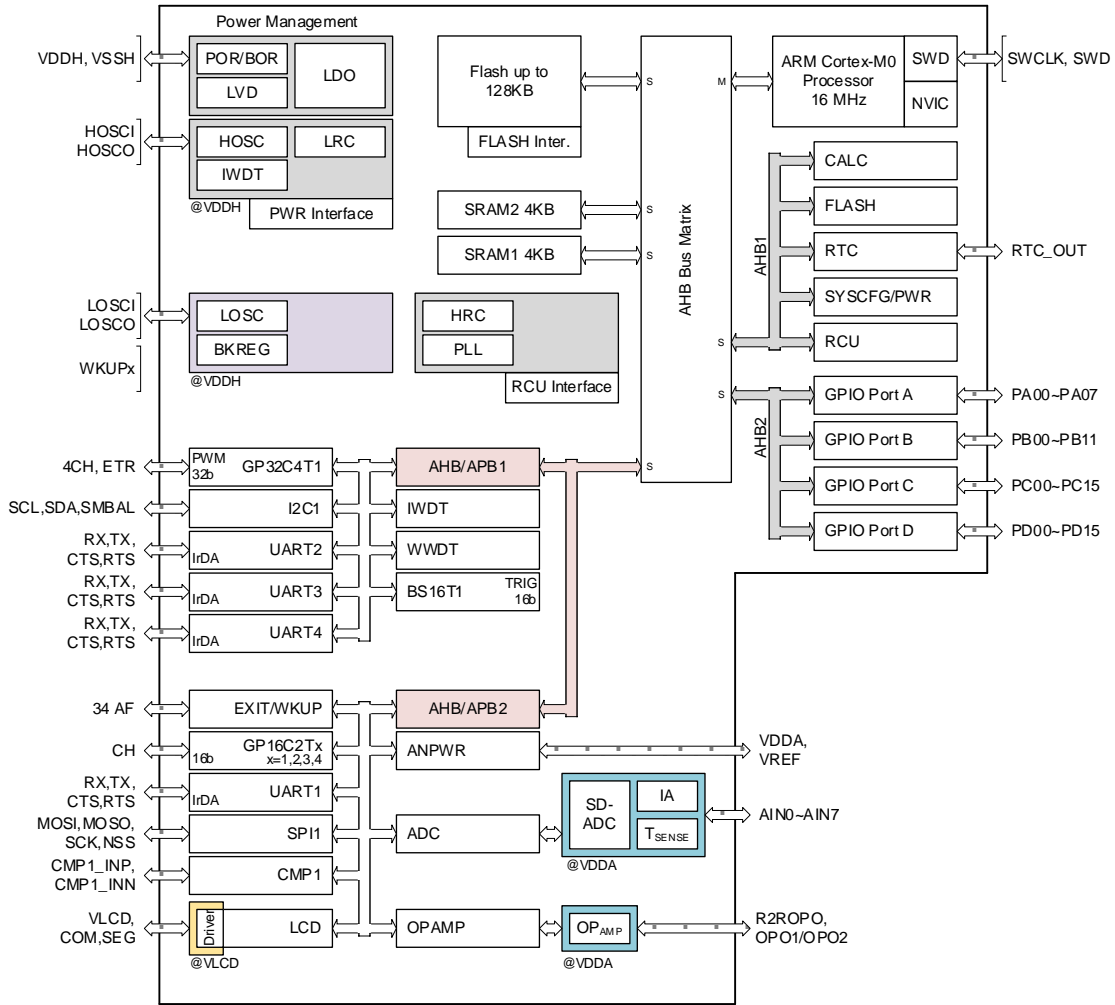 Power Management
VDDH, VSSH
POR/BOR
LVD
LDO
HOSCI
HOSCO
HOSC
LRC
IWDT
@VDDH
PWR Interface
LOSCI
LOSCO
WKUPx
LOSC
BKREG
@VDDH
Flash up to
128KB
FLASH Inter.
SRAM2 4KB
SRAM1 4KB
HRC
PLL
RCU Interface
AHB Bus Matrix
S
S
S
S
M
S
S
ARM Cortex-M0
Processor
16 MHz
SWD
NVIC
SWCLK, SWD
AHB1
CALC
FLASH
RTC
RTC_OUT
SYSCFG/PWR
RCU
AHB2
GPIO Port A
PA00~PA07
GPIO Port B
PB00~PB11
GPIO Port C
PC00~PC15
GPIO Port D
PD00~PD15
4CH, ETR
PWM
32b
GP32C4T1
AHB/APB1
SCL,SDA,SMBAL
I2C1
IWDT
RX,TX,
CTS,RTS
IrDA
UART2
WWDT
RX,TX,
CTS,RTS
IrDA
UART3
BS16T1
TRIG
16b
RX,TX,
CTS,RTS
IrDA
UART4
34 AF
EXIT/WKUP
AHB/APB2
CH
16b
GP16C2Tx
x=1,2,3,4
ANPWR
VDDA,
VREF
RX,TX,
CTS,RTS
IrDA
UART1
MOSI,MOSO,
SCK,NSS
SPI1
ADC
SD-
ADC
IA
TSENSE
@VDDA
AIN0~AIN7
CMP1_INP,
CMP1_INN
CMP1
VLCD,
COM,SEG
Driver
LCD
@VLCD
OPAMP
OPAMP
@VDDA
R2ROPO,
OPO1/OPO2